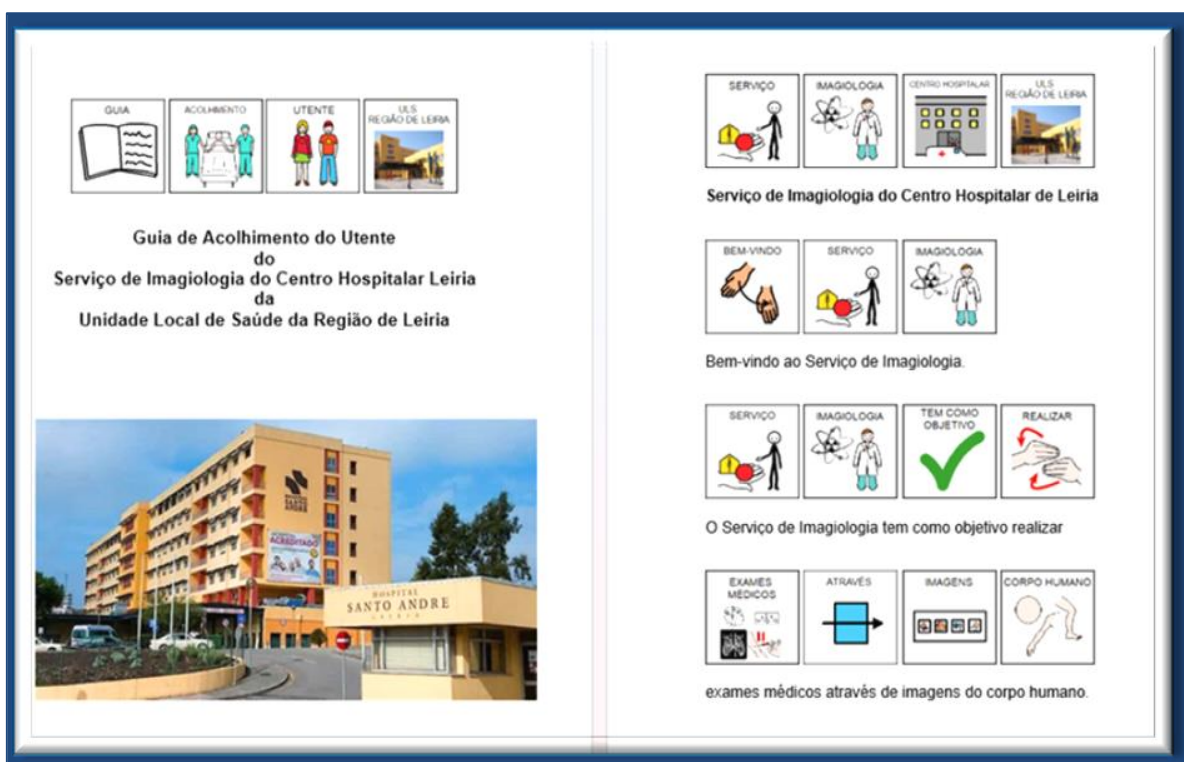 GUIA
ACOLHIMENTO
UTENTE
ULS
REGIÃO DE LEIRIA
Guia de Acolhimento do Utente
do
Serviço de Imagiologia do Centro Hospitalar Leiria
da
Unidade Local de Saúde da Região de Leiria
ACREDITADO
HOSPITAL
SANTO ANDRE
LEIRIA
SERVIÇO
IMAGIOLOGIA
CENTRO HOSPITALAR
ULS
REGIÃO DE LEIRIA
Serviço de Imagiologia do Centro Hospitalar de Leiria
BEM-VINDO
SERVIÇO
IMAGIOLOGIA
Bem-vindo ao Serviço de Imagiologia.
SERVIÇO
IMAGIOLOGIA
TEM COMO
OBJETIVO
REALIZAR
O Serviço de Imagiologia tem como objetivo realizar
EXAMES
MÉDICOS
ATRAVÉS
IMAGENS
CORPO HUMANO
exames médicos através de imagens do corpo humano.